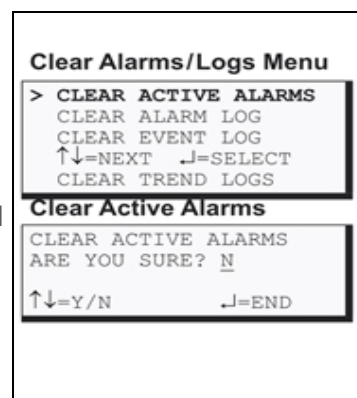 Clear Alarms/Logs Menu
> CLEAR ACTIVE ALARMS
CLEAR ALARM LOG
CLEAR EVENT LOG
↑↓=NEXT ↵=SELECT
CLEAR TREND LOGS
Clear Active Alarms
CLEAR ACTIVE ALARMS
ARE YOU SURE? N
↑↓=Y/N ↵=END